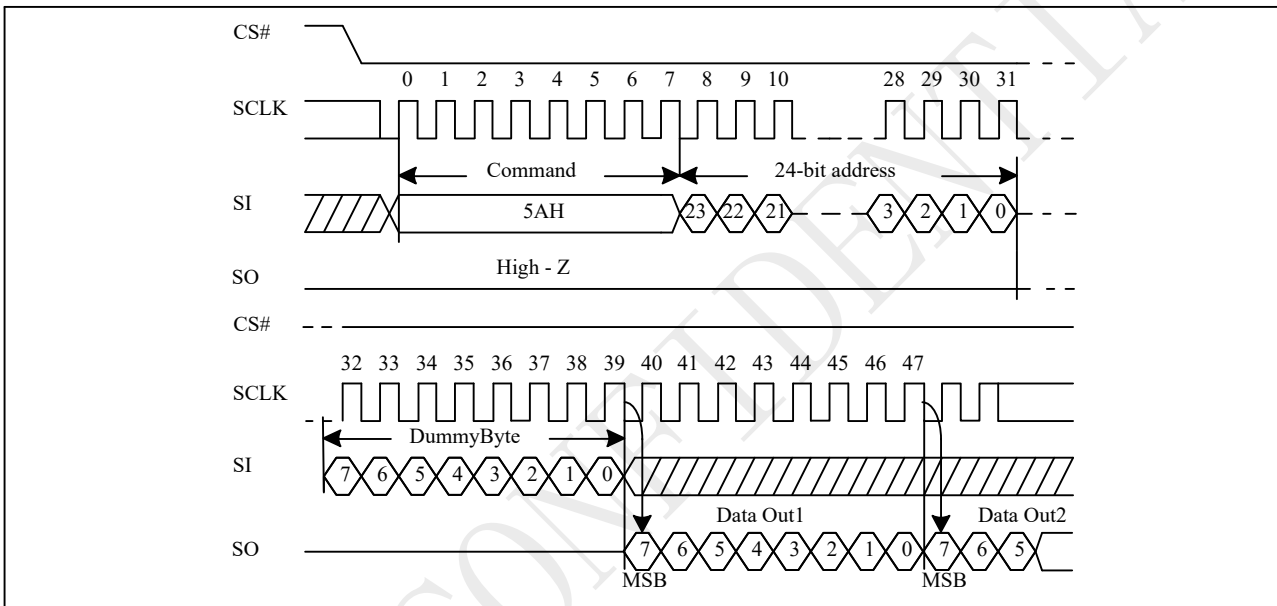 CS#
0 1 2 3 4 5 6 7 8 9 10 28 29 30 31
SCLK
Command 24-bit address
SI 5AH 23 22 21 3 2 1 0
High - Z
SO
CS#
32 33 34 35 36 37 38 39 40 41 42 43 44 45 46 47
SCLK
DummyByte
SI 7 6 5 4 3 2 1 0
Data Out1 Data Out2
SO 7 6 5 4 3 2 1 0 7 6 5
MSB MSB
CONFIDENTIA